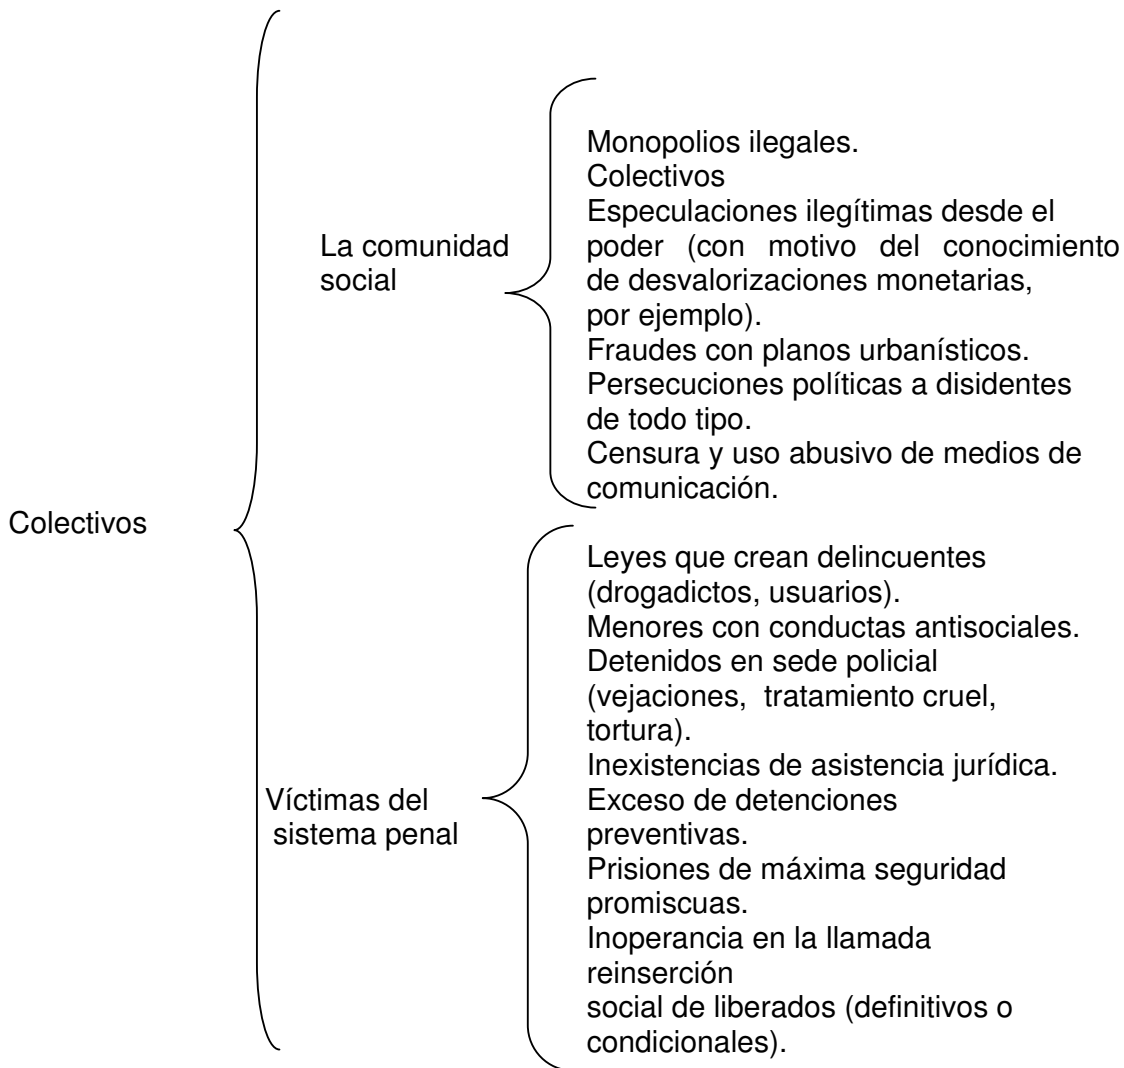 Colectivos
La comunidad
social
Monopolios ilegales.
Colectivos
Especulaciones ilegítimas desde el
poder (con motivo del conocimiento
de desvalorizaciones monetarias,
por ejemplo).
Fraudes con planos urbanísticos.
Persecuciones políticas a disidentes
de todo tipo.
Censura y uso abusivo de medios de
comunicación.
Víctimas del
sistema penal
Leyes que crean delincuentes
(drogadictos, usuarios).
Menores con conductas antisociales.
Detenidos en sede policial
(vejaciones, tratamiento cruel,
tortura).
Inexistencias de asistencia jurídica.
Exceso de detenciones
preventivas.
Prisiones de máxima seguridad
promiscuas.
Inoperancia en la llamada
reinserción
social de liberados (definitivos o
condicionales).